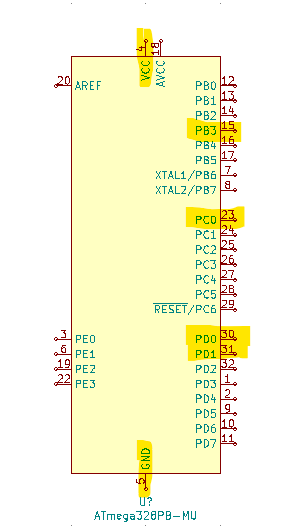 4 18
VCC AVCC
20 AREF PB0 12
PB1 13
PB2 14
PB3 15
PB4 16
PB5 17
XTAL1/PB6 7
XTAL2/PB7 8
PC0 23
PC1 24
PC2 25
PC3 26
PC4 27
PC5 28
RESET/PC6 29
3 PE0 PD0 30
6 PE1 PD1 31
19 PE2 PD2 32
22 PE3 PD3 1
PD4 2
PD5 9
PD6 10
PD7 11
GND
5
U?
ATmega328PB-MU